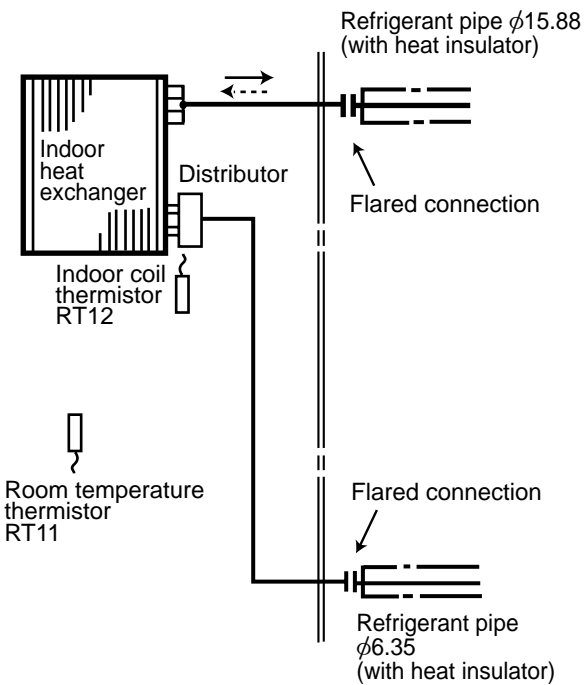 Refrigerant pipe ϕ15.88
(with heat insulator)
Indoor
heat
exchanger
Distributor
Flared connection
Indoor coil
thermistor
RT12
Room temperature
thermistor
RT11
Flared connection
Refrigerant pipe
ϕ6.35
(with heat insulator)